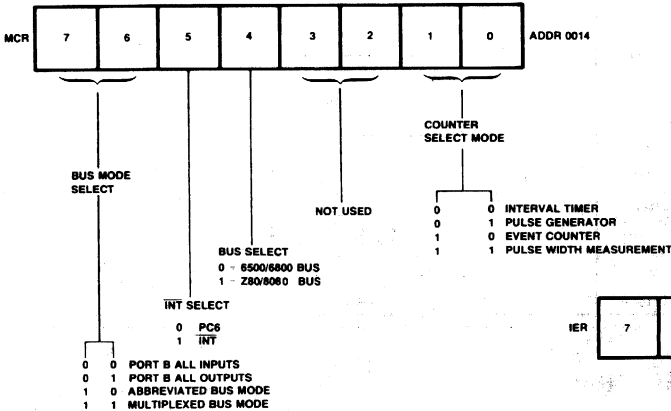 MCR 7 6 5 4 3 2 1 0 ADDR 0014
COUNTER
SELECT MODE
BUS MODE
SELECT
NOT USED
0 0 INTERVAL TIMER
0 1 PULSE GENERATOR
1 0 EVENT COUNTER
1 1 PULSE WIDTH MEASUREMENT
BUS SELECT
0 - 6500/6800 BUS
1 - Z80/8080 BUS
INT SELECT
0 PC6
1 INT
IER 7
0 0 PORT B ALL INPUTS
0 1 PORT B ALL OUTPUTS
1 0 ABBREVIATED BUS MODE
1 1 MULTIPLEXED BUS MODE